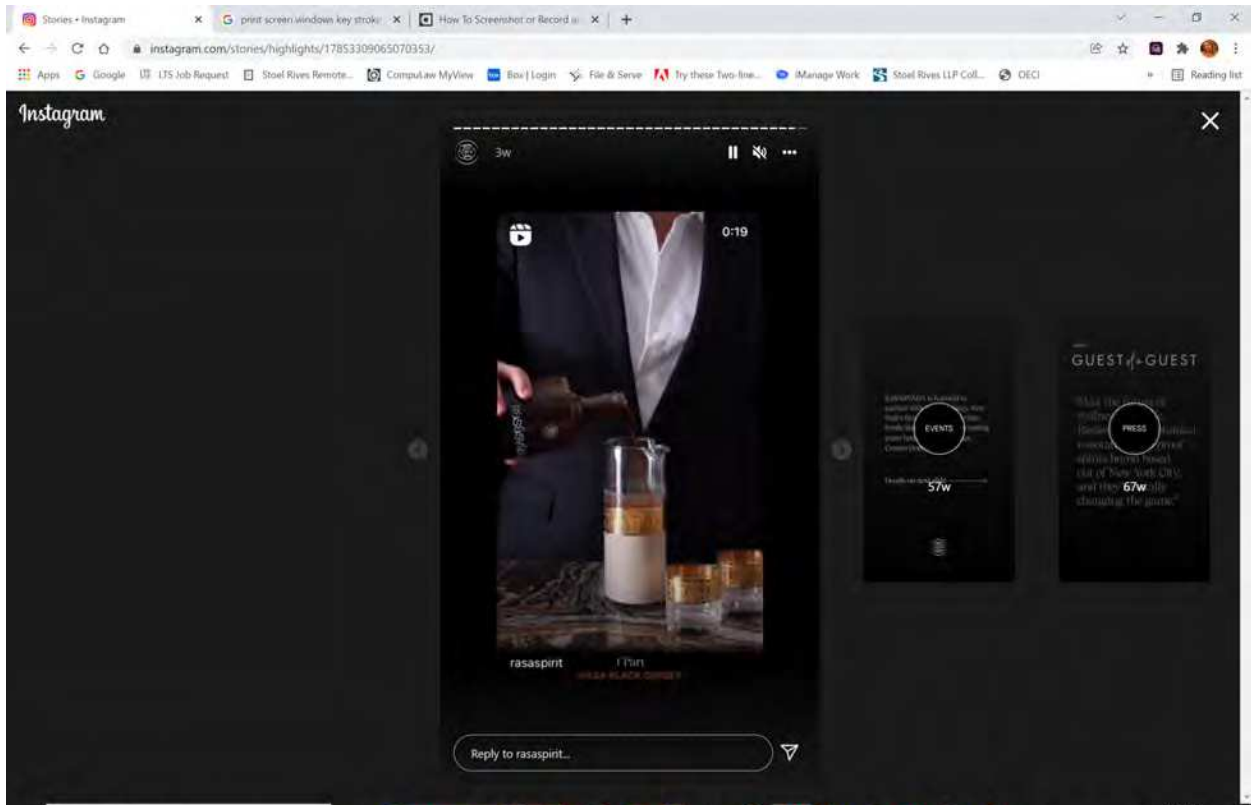 Stories • Instagram
print screen windows key stroke
How To Screenshot or Record
instagram.com/stories/highlights/17853309065070353/
Apps
Google
LTS Job Request
Stoel Rives Remote...
CompuLaw MyView
Box | Login
File & Serve
Try these Two-Ime...
iManage Work
Stoel Rives LLP Coll...
OECI
»
Reading list
Instagram
3w
0:19
rasaspirit
1 Part
Reply to rasaspirit...
EVENTS
57w
GUEST of a GUEST
PRESS
out of New York City,
and they
67w
changing the game."